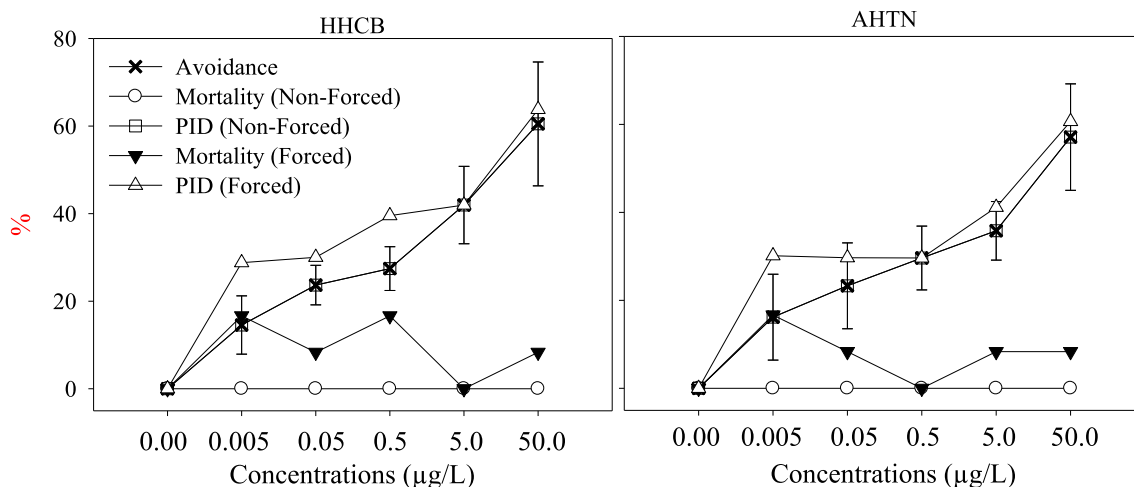 HHCB
AHTN
80
60
40
20
0
%
Avoidance
Mortality (Non-Forced)
PID (Non-Forced)
Mortality (Forced)
PID (Forced)
0.00 0.005 0.05 0.5 5.0 50.0
0.00 0.005 0.05 0.5 5.0 50.0
Concentrations (µg/L)
Concentrations (µg/L)